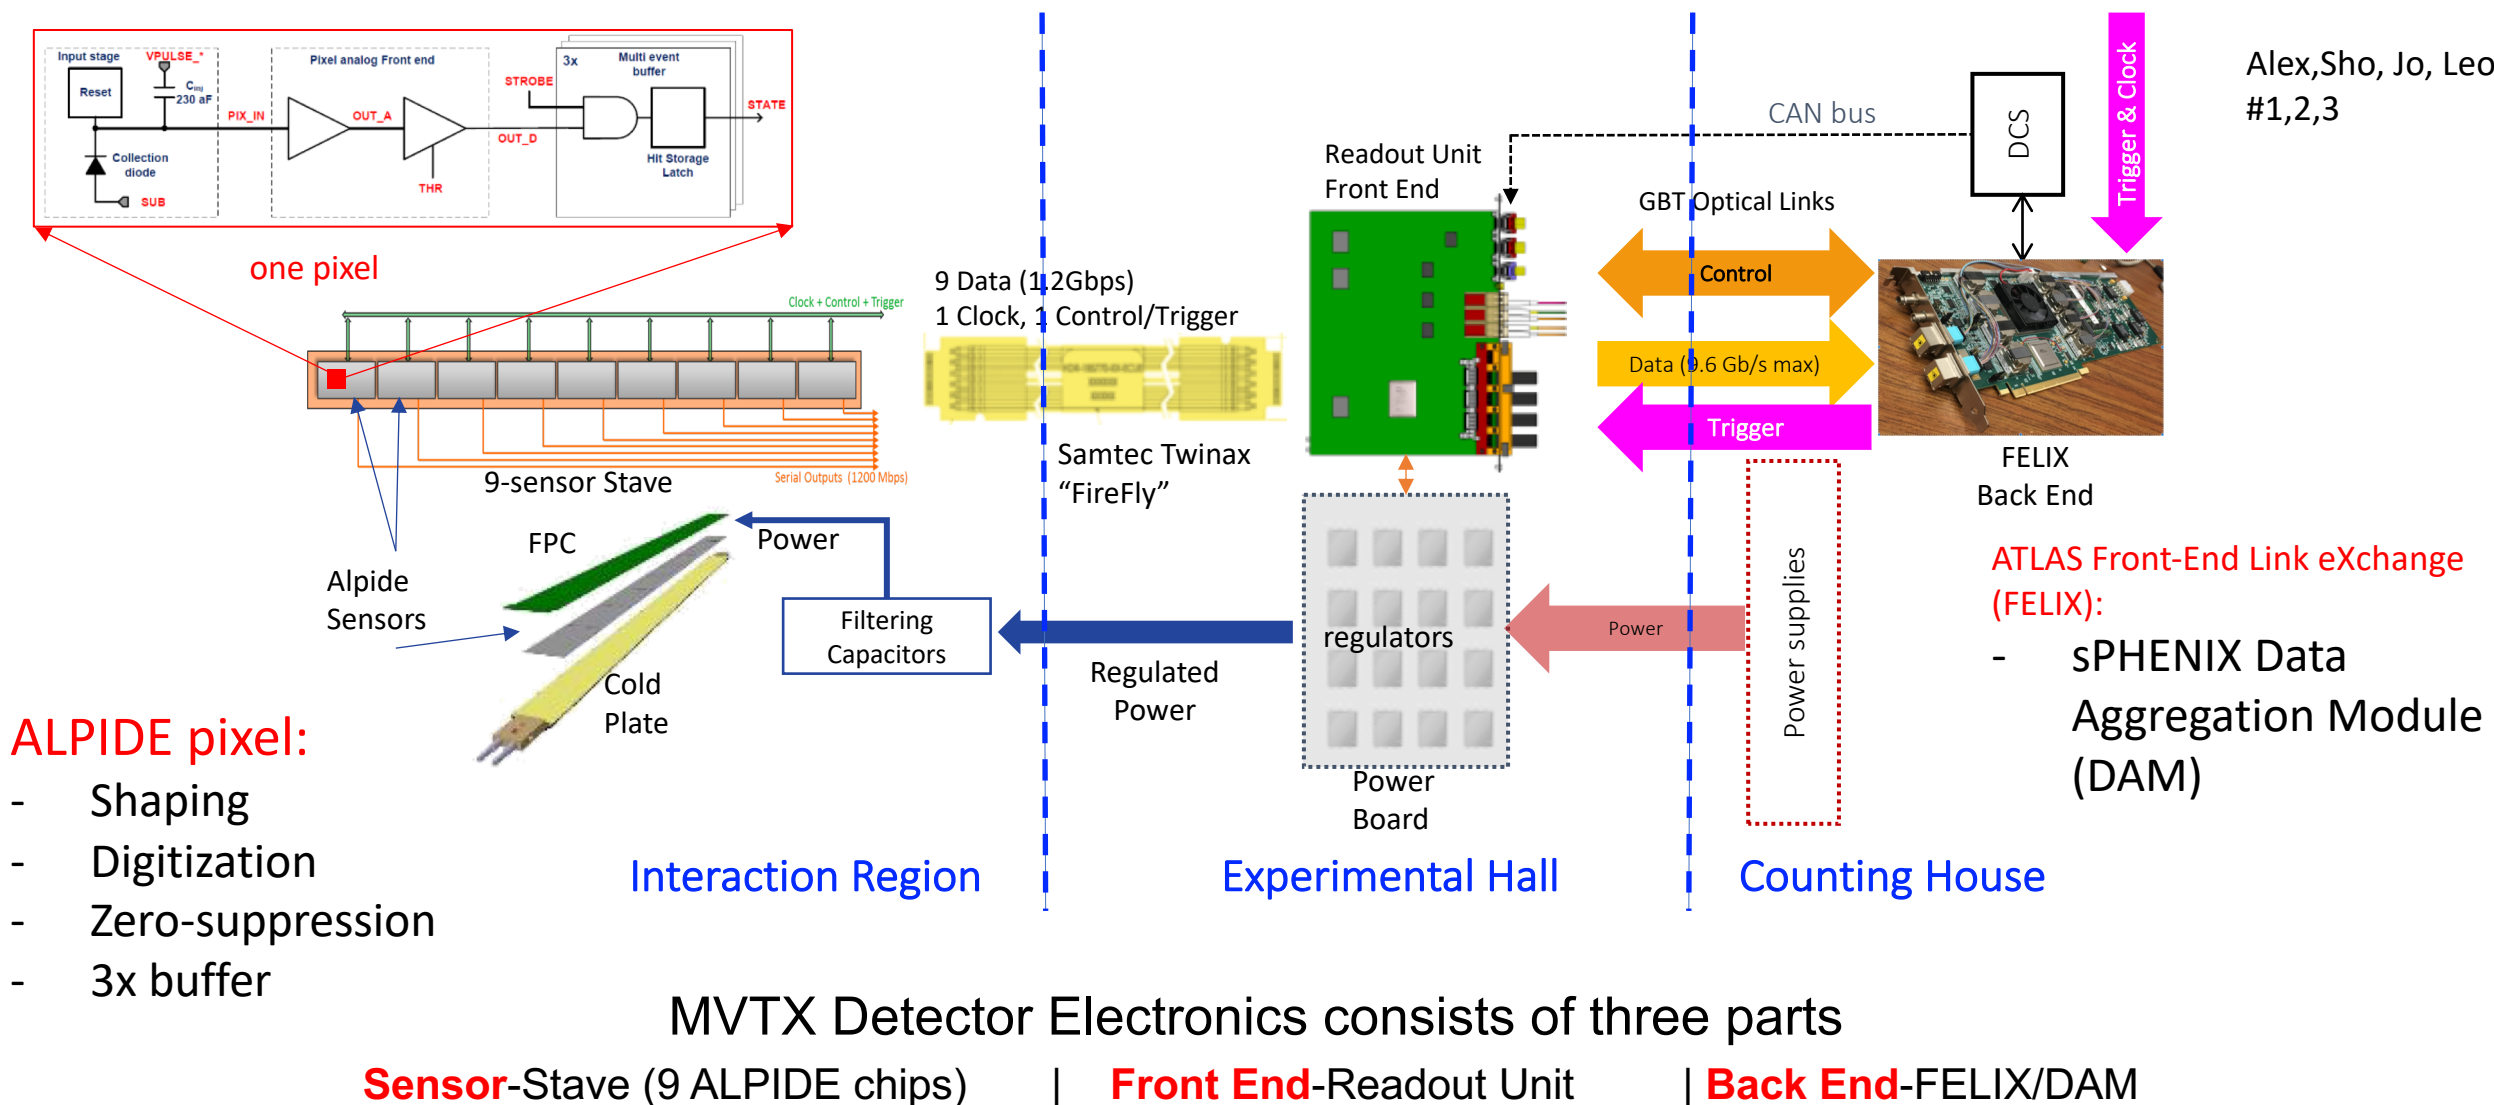 Input stage
VPULSE_*
Reset
Cinj
230 aF
PIX_IN
Collection
diode
SUB
Pixel analog Front end
OUT_A
THR
OUT_D
3x
Multi event
buffer
STROBE
STATE
Hit Storage
Latch
one pixel
Clock + Control + Trigger
Serial Outputs (1200 Mbps)
9-sensor Stave
Alpide
Sensors
FPC
Power
Cold
Plate
Filtering
Capacitors
9 Data (1.2Gbps)
1 Clock, 1 Control/Trigger
Samtec Twinax
“FireFly”
Regulated
Power
Readout Unit
Front End
CAN bus
GBT Optical Links
Control
Data (9.6 Gb/s max)
Trigger
regulators
Power
Board
Power
Power supplies
DCS
Trigger & Clock
Alex,Sho, Jo, Leo
#1,2,3
FELIX
Back End
ATLAS Front-End Link eXchange
(FELIX):
- sPHENIX Data
Aggregation Module
(DAM)
ALPIDE pixel:
- Shaping
- Digitization
- Zero-suppression
- 3x buffer
Interaction Region
Experimental Hall
Counting House
MVTX Detector Electronics consists of three parts
Sensor-Stave (9 ALPIDE chips) | Front End-Readout Unit | Back End-FELIX/DAM